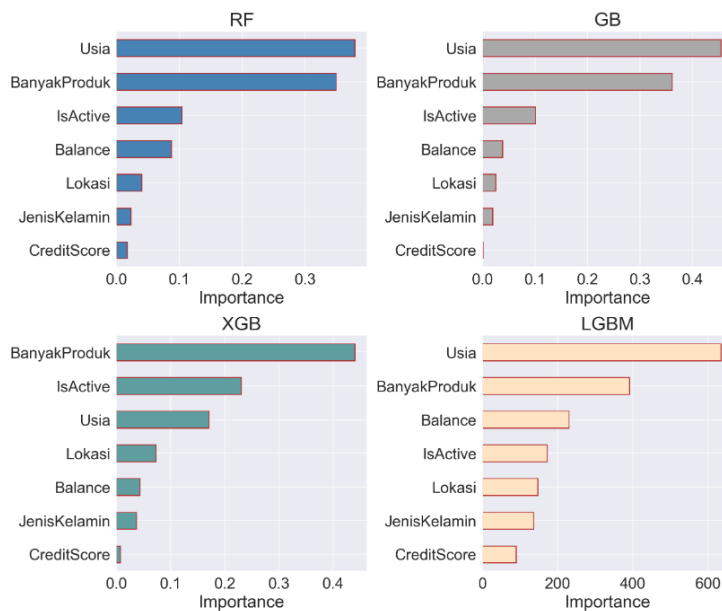 RF
Usia
BanyakProduk
IsActive
Balance
Lokasi
JenisKelamin
CreditScore
0.0 0.1 0.2 0.3
Importance
GB
Usia
BanyakProduk
IsActive
Balance
Lokasi
JenisKelamin
CreditScore
0.0 0.1 0.2 0.3 0.4
Importance
XGB
BanyakProduk
IsActive
Usia
Lokasi
Balance
JenisKelamin
CreditScore
0.0 0.1 0.2 0.3 0.4
Importance
LGBM
Usia
BanyakProduk
Balance
IsActive
Lokasi
JenisKelamin
CreditScore
0 200 400 600
Importance